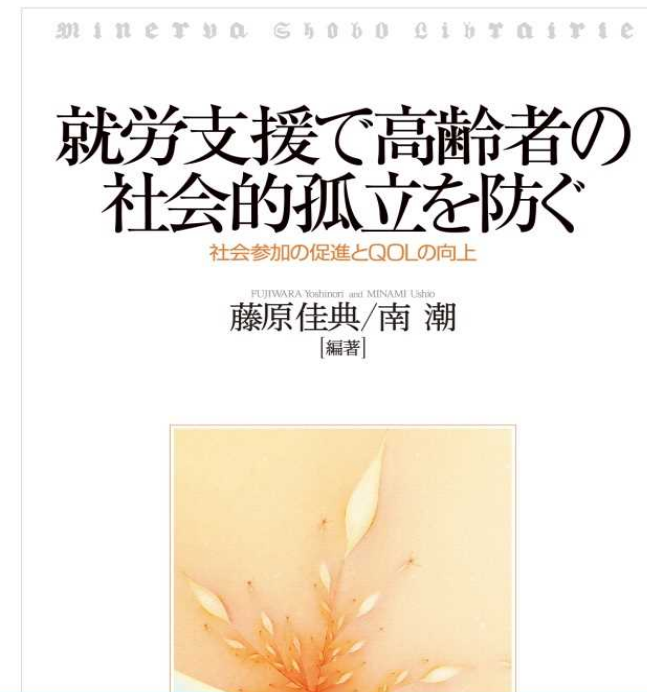 Minerva Shobo Librairie
就労支援で高齢者の
社会的孤立を防ぐ
社会参加の促進とQOLの向上
FUJIWARA Yoshinori and MINAMI Ushio
藤原佳典/南 潮
[編著]